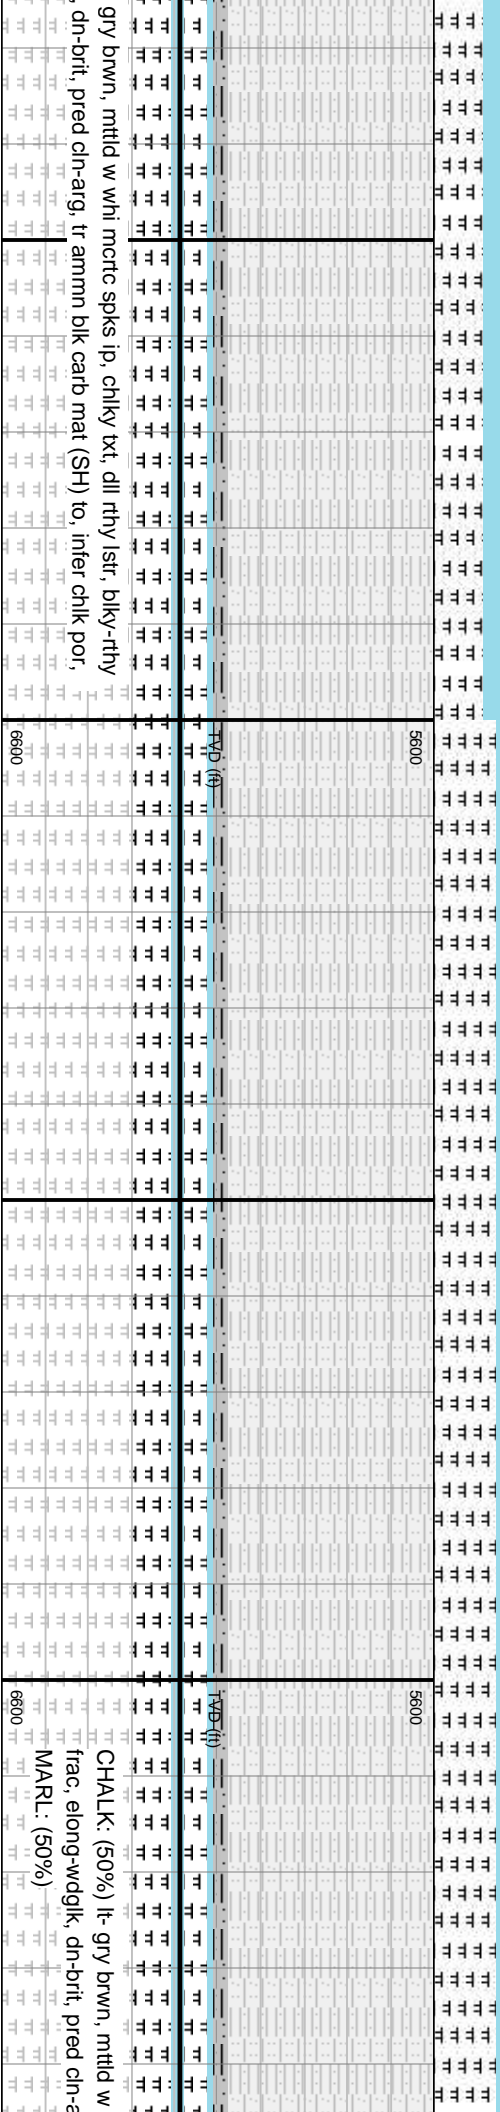 gry brwn, mttld w whi mcrtc spks ip, chlky txt, dll rthy lstr, blky-rthy
, dn-brit, pred cln-arg, tr ammn blk carb mat (SH) to, infer chlk por,
5600
TVD (ft)
6600
5600
TVD (ft)
6600
CHALK: (50%) lt- gry brwn, mttld w
frac, elong-wdglk, dn-brit, pred cln-a
MARL: (50%)